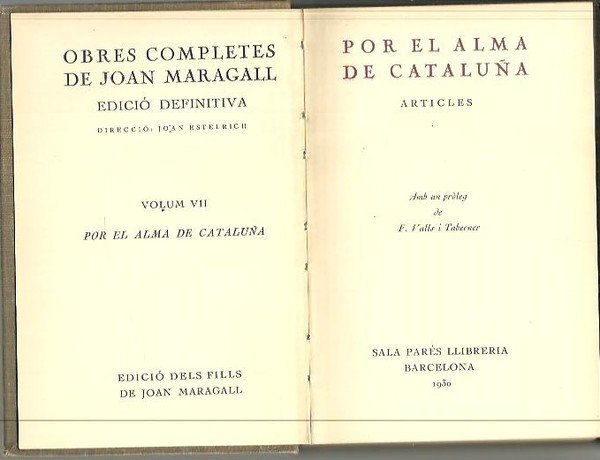 OBRES COMPLETES
DE JOAN MARAGALL
EDICIÓ DEFINITIVA
DIRECCIÓ: JOAN ESTELRICH
VOLUM VII
POR EL ALMA DE CATALUÑA
EDICIÓ DELS FILLS
DE JOAN MARAGALL
POR EL ALMA
DE CATALUÑA
ARTICLES
Amb un pròleg
de
F. Valls i Taberner
SALA PARÉS LLIBRERIA
BARCELONA
1930